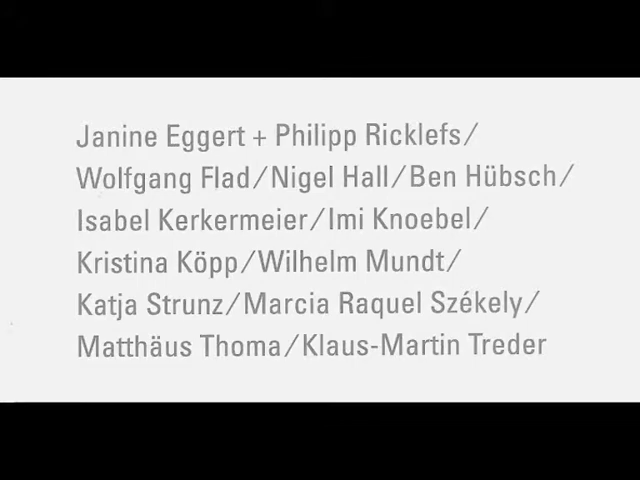 Janine Eggert + Philipp Ricklefs/
Wolfgang Flad/Nigel Hall/Ben Hübsch/
Isabel Kerkermeier/Imi Knoebel/
Kristina Köpp/Wilhelm Mundt/
Katja Strunz/Marcia Raquel Székely/
Matthäus Thoma/Klaus-Martin Treder